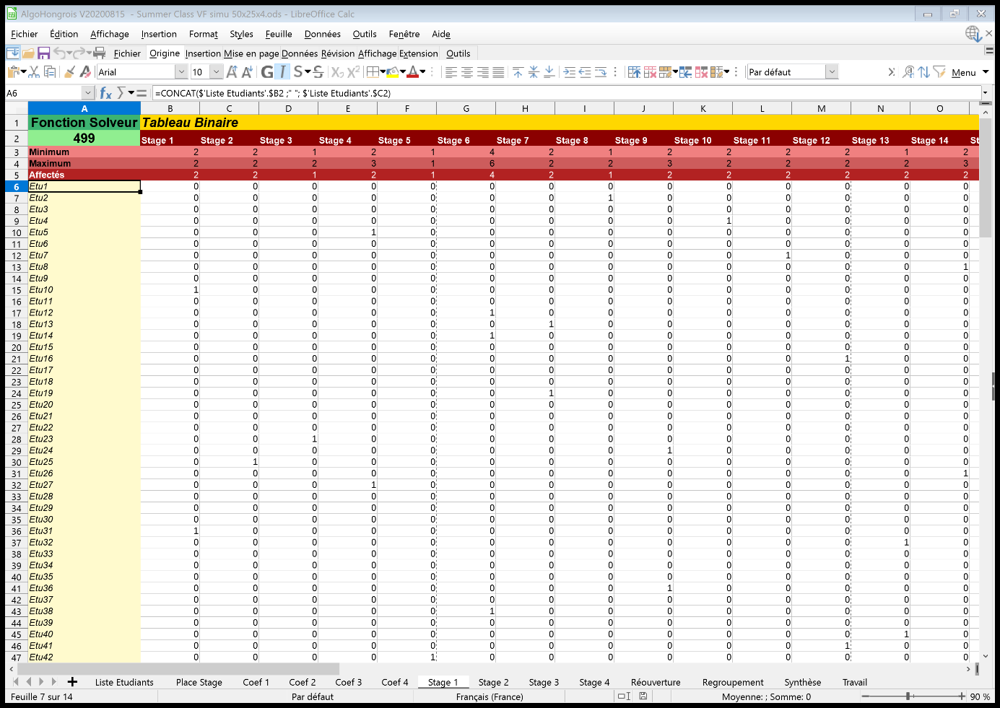 AlgoHongrois V20200815 - Summer Class VF simu 50x25x4.ods - LibreOffice Calc
Fichier Édition Affichage Insertion Format Styles Feuille Données Outils Fenêtre Aide
Fichier Origine Insertion Mise en page Données Révision Affichage Extension Outils
Arial 10 G I S S X₂ X² A Par défaut Menu
A6 fx Σ = =CONCAT($'Liste Etudiants'.$B2 ;" "; $'Liste Etudiants'.$C2)
A B C D E F G H I J K L M N O
1 Fonction Solveur Tableau Binaire
2 499 Stage 1 Stage 2 Stage 3 Stage 4 Stage 5 Stage 6 Stage 7 Stage 8 Stage 9 Stage 10 Stage 11 Stage 12 Stage 13 Stage 14 St
3 Minimum 2 2 1 2 1 4 2 1 2 2 2 2 1 2
4 Maximum 2 2 2 3 1 6 2 2 3 2 2 2 2 3
5 Affectés 2 2 1 2 1 4 2 1 2 2 2 2 2 2
6 Etu1 0 0 0 0 0 0 0 0 0 0 0 0 0 0
7 Etu2 0 0 0 0 0 0 0 1 0 0 0 0 0 0
8 Etu3 0 0 0 0 0 0 0 0 0 0 0 0 0 0
9 Etu4 0 0 0 0 0 0 0 0 0 1 0 0 0 0
10 Etu5 0 0 0 1 0 0 0 0 0 0 0 0 0 0
11 Etu6 0 0 0 0 0 0 0 0 0 0 0 0 0 0
12 Etu7 0 0 0 0 0 0 0 0 0 0 1 0 0 0
13 Etu8 0 0 0 0 0 0 0 0 0 0 0 0 0 1
14 Etu9 0 0 0 0 0 0 0 0 0 0 0 0 0 0
15 Etu10 1 0 0 0 0 0 0 0 0 0 0 0 0 0
16 Etu11 0 0 0 0 0 0 0 0 0 0 0 0 0 0
17 Etu12 0 0 0 0 0 1 0 0 0 0 0 0 0 0
18 Etu13 0 0 0 0 0 0 1 0 0 0 0 0 0 0
19 Etu14 0 0 0 0 0 1 0 0 0 0 0 0 0 0
20 Etu15 0 0 0 0 0 0 0 0 0 0 0 0 0 0
21 Etu16 0 0 0 0 0 0 0 0 0 0 0 1 0 0
22 Etu17 0 0 0 0 0 0 0 0 0 0 0 0 0 0
23 Etu18 0 0 0 0 0 0 0 0 0 0 0 0 0 0
24 Etu19 0 0 0 0 0 0 1 0 0 0 0 0 0 0
25 Etu20 0 0 0 0 0 0 0 0 0 0 0 0 0 0
26 Etu21 0 0 0 0 0 0 0 0 0 0 0 0 0 0
27 Etu22 0 0 0 0 0 0 0 0 0 0 0 0 0 0
28 Etu23 0 0 1 0 0 0 0 0 0 0 0 0 0 0
29 Etu24 0 0 0 0 0 0 0 0 1 0 0 0 0 0
30 Etu25 0 1 0 0 0 0 0 0 0 0 0 0 0 0
31 Etu26 0 0 0 0 0 0 0 0 0 0 0 0 0 1
32 Etu27 0 0 0 1 0 0 0 0 0 0 0 0 0 0
33 Etu28 0 0 0 0 0 0 0 0 0 0 0 0 0 0
34 Etu29 0 0 0 0 0 0 0 0 0 0 0 0 0 0
35 Etu30 0 0 0 0 0 0 0 0 0 0 0 0 0 0
36 Etu31 1 0 0 0 0 0 0 0 0 0 0 0 0 0
37 Etu32 0 0 0 0 0 0 0 0 0 0 0 0 1 0
38 Etu33 0 0 0 0 0 0 0 0 0 0 0 0 0 0
39 Etu34 0 0 0 0 0 0 0 0 0 0 0 0 0 0
40 Etu35 0 0 0 0 0 0 0 0 0 0 0 0 0 0
41 Etu36 0 0 0 0 0 0 0 0 1 0 0 0 0 0
42 Etu37 0 0 0 0 0 0 0 0 0 0 0 0 0 0
43 Etu38 0 0 0 0 0 1 0 0 0 0 0 0 0 0
44 Etu39 0 0 0 0 0 0 0 0 0 0 0 0 0 0
45 Etu40 0 0 0 0 0 0 0 0 0 0 0 0 1 0
46 Etu41 0 0 0 0 0 0 0 0 0 0 0 1 0 0
47 Etu42 0 0 0 0 1 0 0 0 0 0 0 0 0 0
Liste Etudiants Place Stage Coef 1 Coef 2 Coef 3 Coef 4 Stage 1 Stage 2 Stage 3 Stage 4 Réouverture Regroupement Synthèse Travail
Feuille 7 sur 14 Par défaut Français (France) Moyenne: ; Somme: 0 90 %